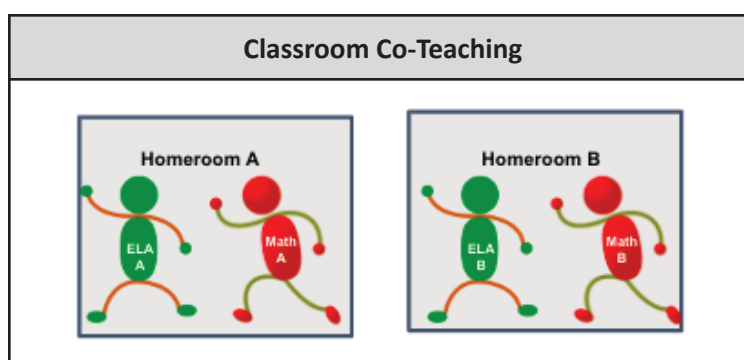 Classroom Co-Teaching
Homeroom A
ELA
A
Math
A
Homeroom B
ELA
B
Math
B